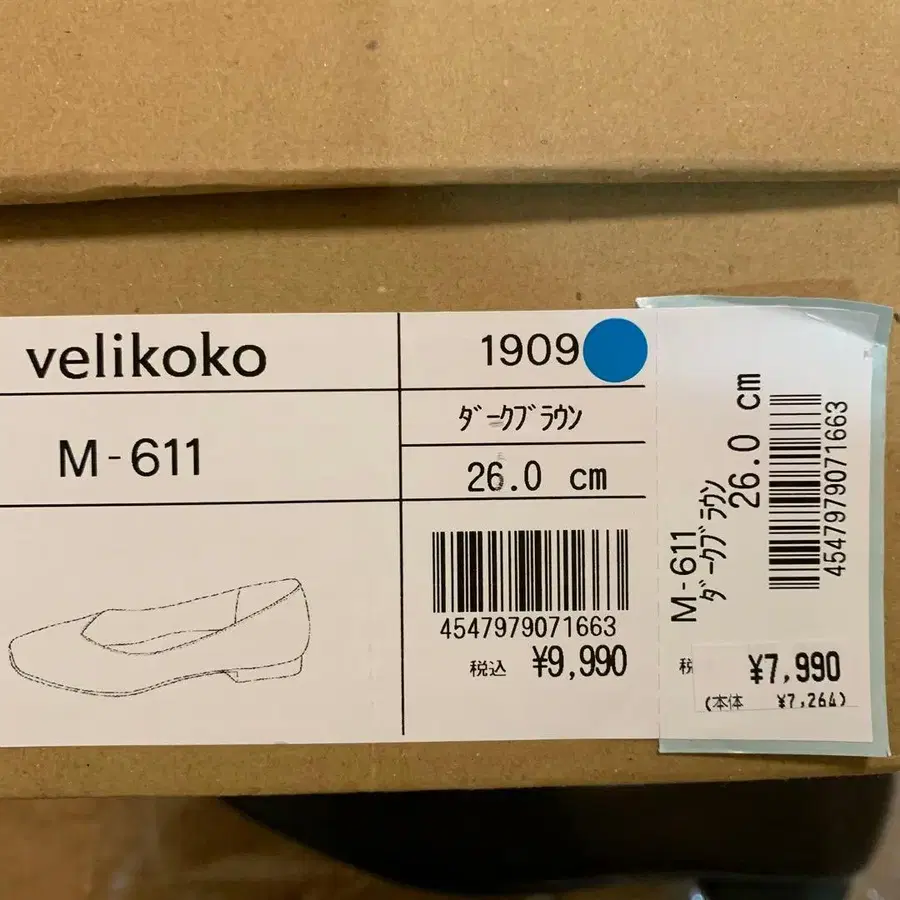 velikoko
M-611
1909
ダークブラウン
26.0 cm
4547979071663
税込 ¥9,990
M-611
ダークブラウン
26.0 cm
4547979071663
税
¥7,990
(本体 ¥7,264)